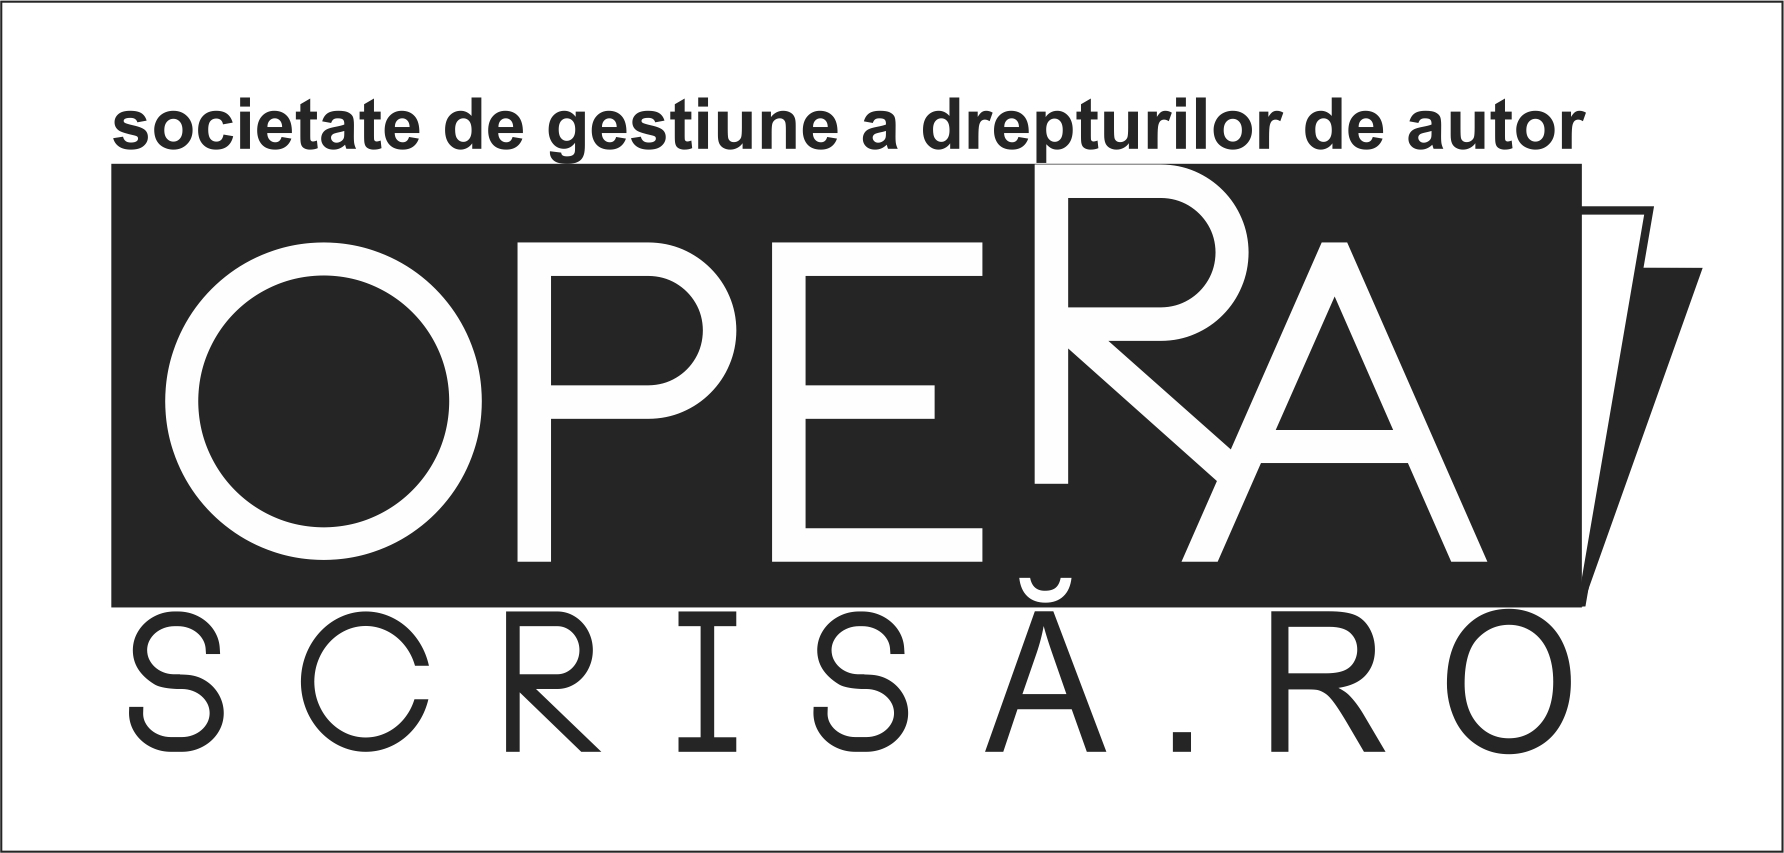 societate de gestiune a drepturilor de autor
OPERA
SCRISĂ.RO